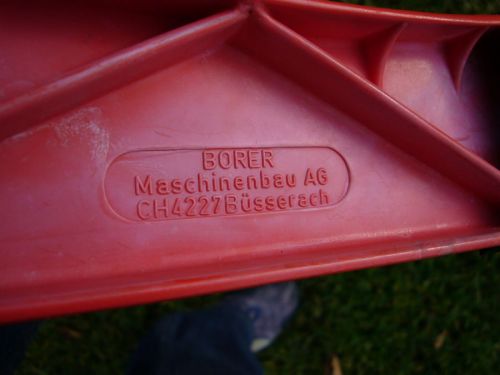 BORER
Maschinenbau AG
CH4227Büsserach